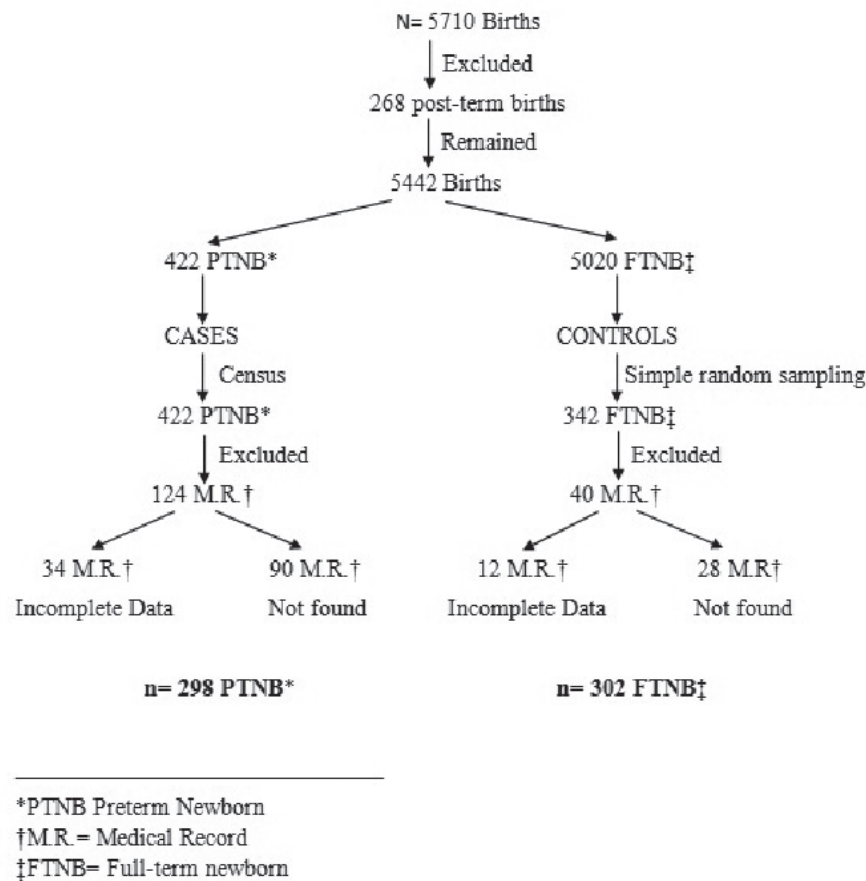 N= 5710 Births
Excluded
268 post-term births
Remained
5442 Births
422 PTNB* 5020 FTNB‡
CASES CONTROLS
Census Simple random sampling
422 PTNB* 342 FTNB‡
Excluded Excluded
124 M.R.† 40 M.R.†
34 M.R.† 90 M.R.† 12 M.R.† 28 M.R†
Incomplete Data Not found Incomplete Data Not found
n= 298 PTNB* n= 302 FTNB‡
*PTNB Preterm Newborn
†M.R.= Medical Record
‡FTNB= Full-term newborn